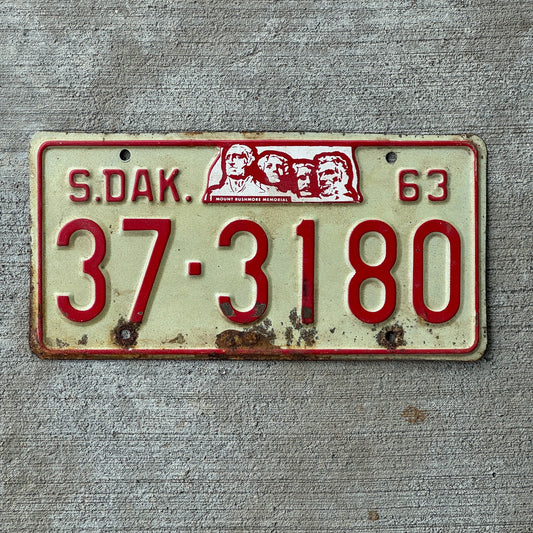 S.DAK. 63
MOUNT RUSHMORE MEMORIAL
37·3180